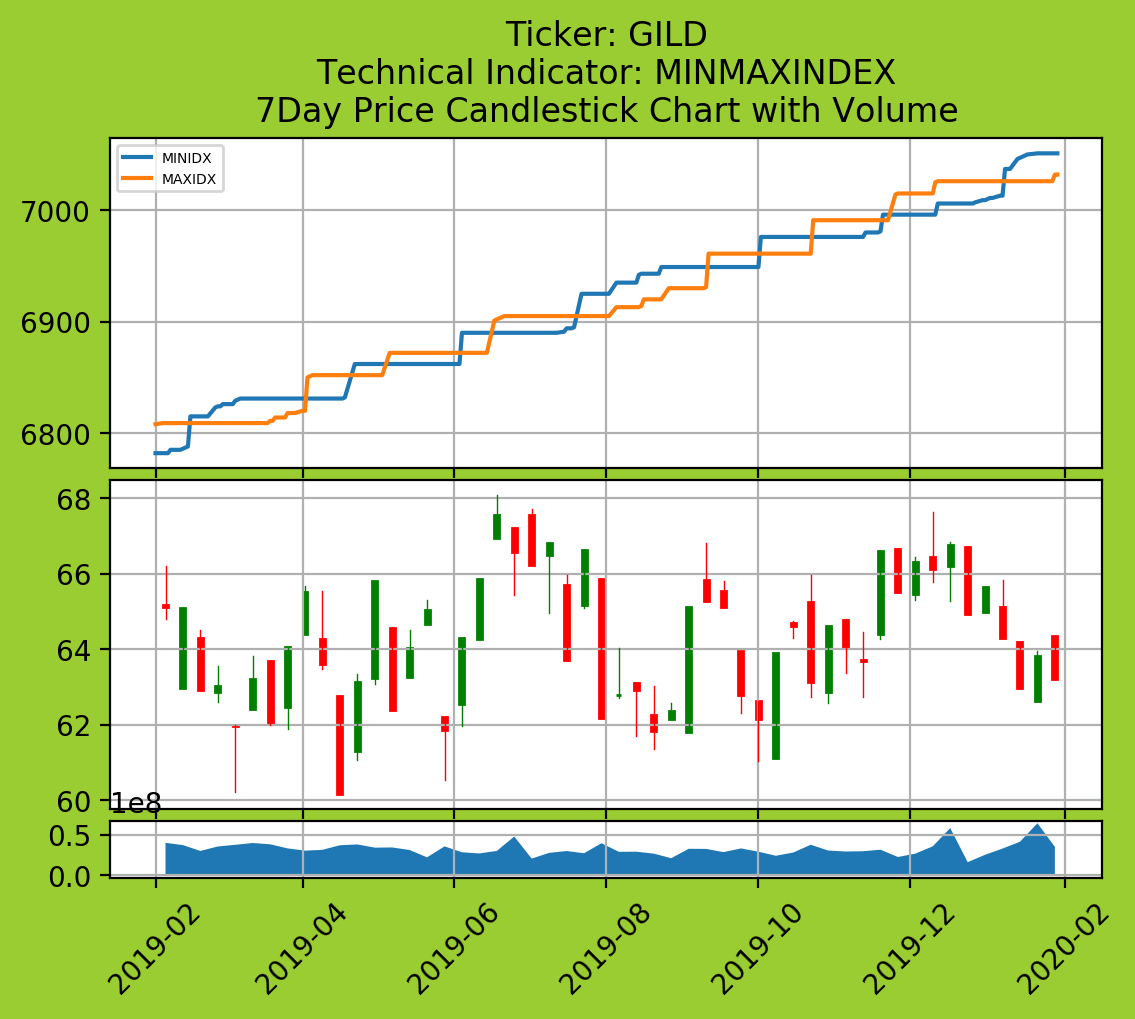 Ticker: GILD
Technical Indicator: MINMAXINDEX
7Day Price Candlestick Chart with Volume
MINIDX
MAXIDX
7000
6900
6800
68
66
64
62
60
1e8
0.5
0.0
2019-02
2019-04
2019-06
2019-08
2019-10
2019-12
2020-02